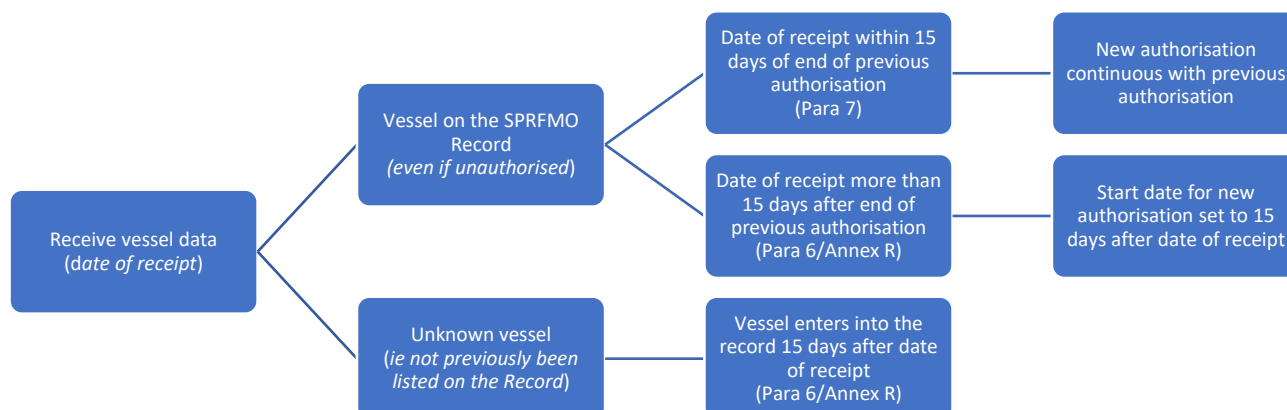 Receive vessel data
(date of receipt)
Vessel on the SPRFMO
Record
(even if unauthorised)
Date of receipt within 15
days of end of previous
authorisation
(Para 7)
New authorisation
continuous with previous
authorisation
Date of receipt more than
15 days after end of
previous authorisation
(Para 6/Annex R)
Start date for new
authorisation set to 15
days after date of receipt
Unknown vessel
(ie not previously been
listed on the Record)
Vessel enters into the
record 15 days after date
of receipt
(Para 6/Annex R)